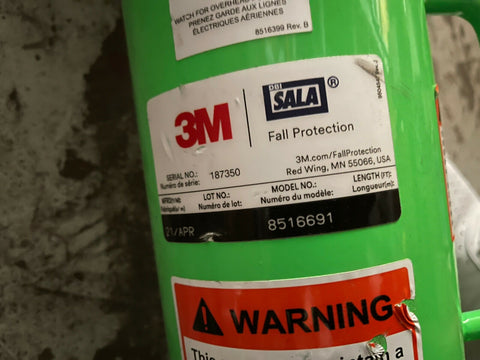 WATCH FOR OVERHEAD
PRENEZ GARDE AUX LIGNES
ÉLECTRIQUES AÉRIENNES
8516399 Rev. B
3M
DBI
SALA®
Fall Protection
3M.com/FallProtection
Red Wing, MN 55066, USA
SERIAL NO.: 187350
Numéro de série:
LOT NO.:
Numéro de lot:
MODEL NO.:
Numéro du modèle:
LENGTH (FT):
Longueur(m):
21/APR
8516691
WARNING
This
a